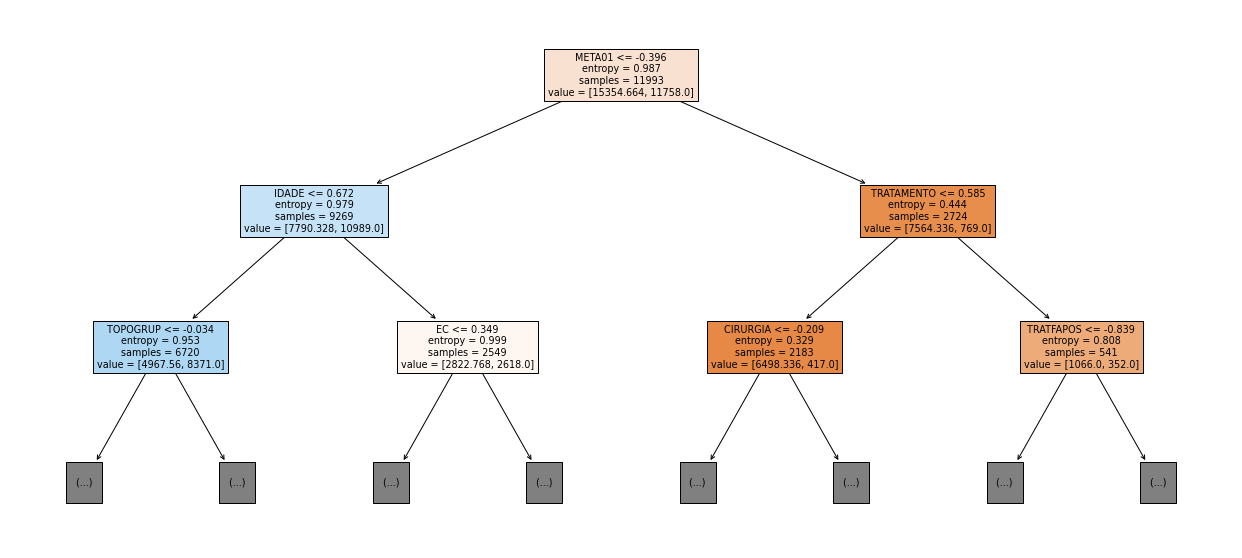 META01 <= -0.396
entropy = 0.987
samples = 11993
value = [15354.664, 11758.0]
IDADE <= 0.672
entropy = 0.979
samples = 9269
value = [7790.328, 10989.0]
TRATAMENTO <= 0.585
entropy = 0.444
samples = 2724
value = [7564.336, 769.0]
TOPOGRUP <= -0.034
entropy = 0.953
samples = 6720
value = [4967.56, 8371.0]
EC <= 0.349
entropy = 0.999
samples = 2549
value = [2822.768, 2618.0]
CIRURGIA <= -0.209
entropy = 0.329
samples = 2183
value = [6498.336, 417.0]
TRATFAPOS <= -0.839
entropy = 0.808
samples = 541
value = [1066.0, 352.0]
(...)
(...)
(...)
(...)
(...)
(...)
(...)
(...)